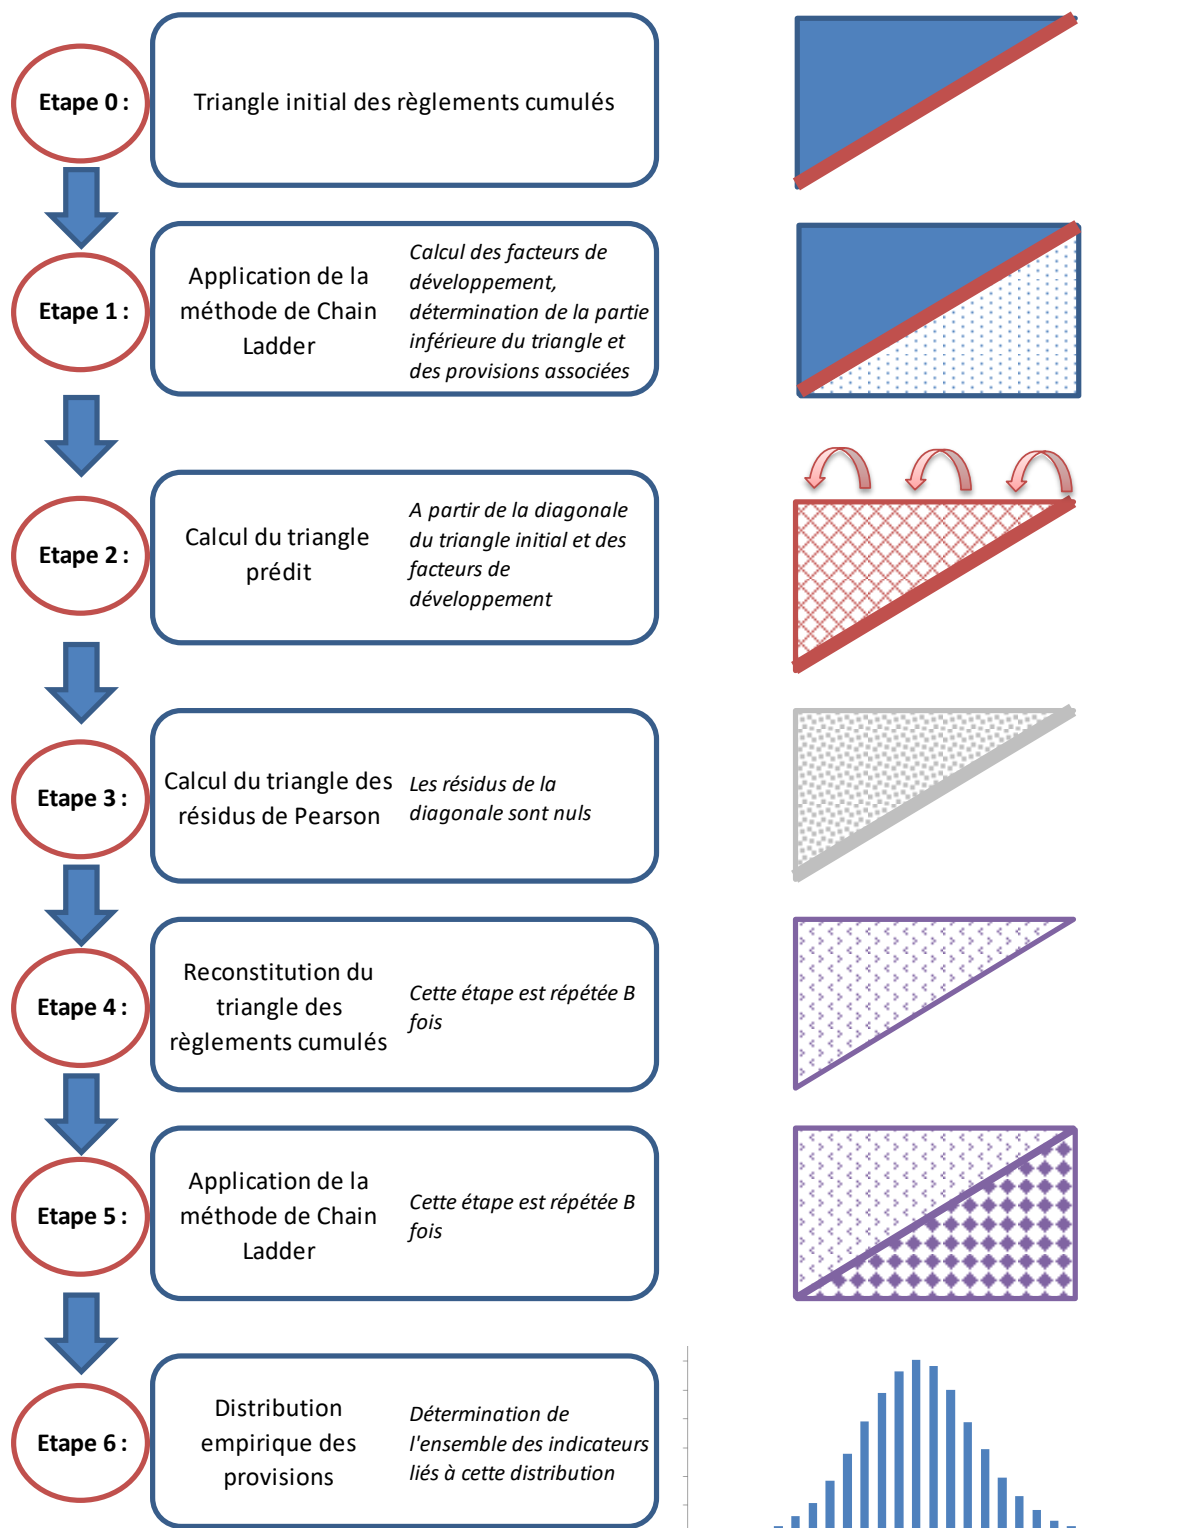 Etape 0 :
Triangle initial des règlements cumulés
Etape 1 :
Application de la
méthode de Chain
Ladder
Calcul des facteurs de
développement,
détermination de la partie
inférieure du triangle et
des provisions associées
Etape 2 :
Calcul du triangle
prédit
A partir de la diagonale
du triangle initial et des
facteurs de
développement
Etape 3 :
Calcul du triangle des
résidus de Pearson
Les résidus de la
diagonale sont nuls
Etape 4 :
Reconstitution du
triangle des
règlements cumulés
Cette étape est répétée B
fois
Etape 5 :
Application de la
méthode de Chain
Ladder
Cette étape est répétée B
fois
Etape 6 :
Distribution
empirique des
provisions
Détermination de
l'ensemble des indicateurs
liés à cette distribution